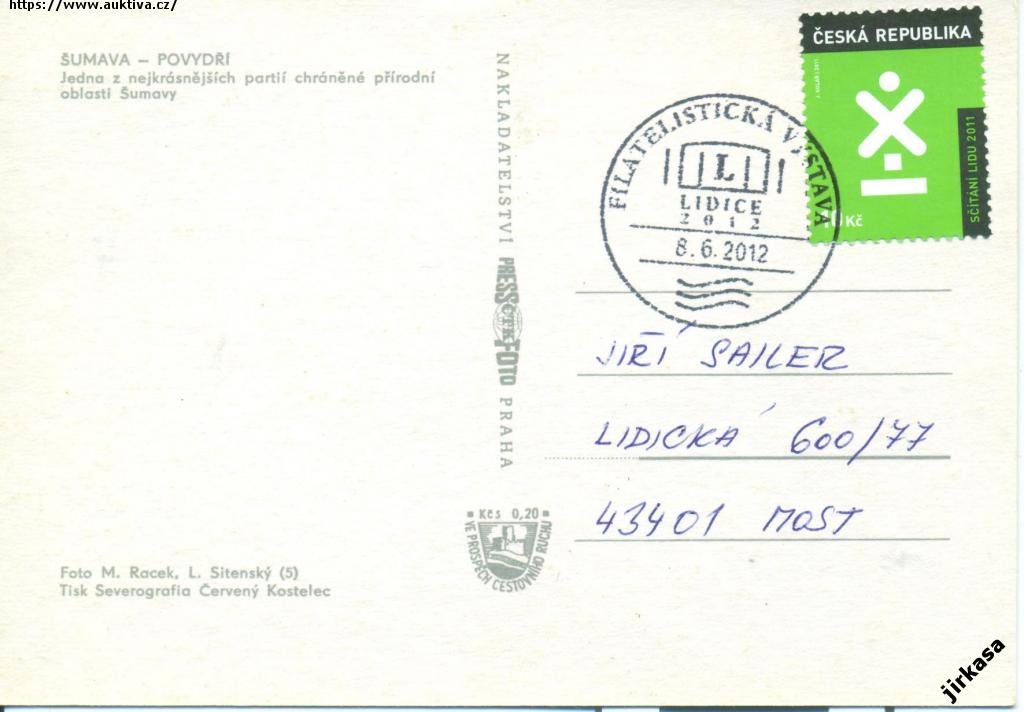 https://www.auktiva.cz/
ŠUMAVA – POVYDŘÍ
Jedna z nejkrásnějších partií chráněné přírodní
oblasti Šumavy
Foto M. Racek, L. Sitenský (5)
Tisk Severografia Červený Kostelec
NAKLADATELSTVÍ PRESSFOTO PRAHA
ČTK
Kčs 0,20
VE PROSPĚCH CESTOVNÍHO RUCHU
FILATELISTICKÁ VÝSTAVA
L
LIDICE
2012
8.6.2012
ČESKÁ REPUBLIKA
SČÍTÁNÍ LIDU 2011
10 Kč
JIŘÍ SAILER
LIDICKÁ 600/77
43401 MOST
jirkasa